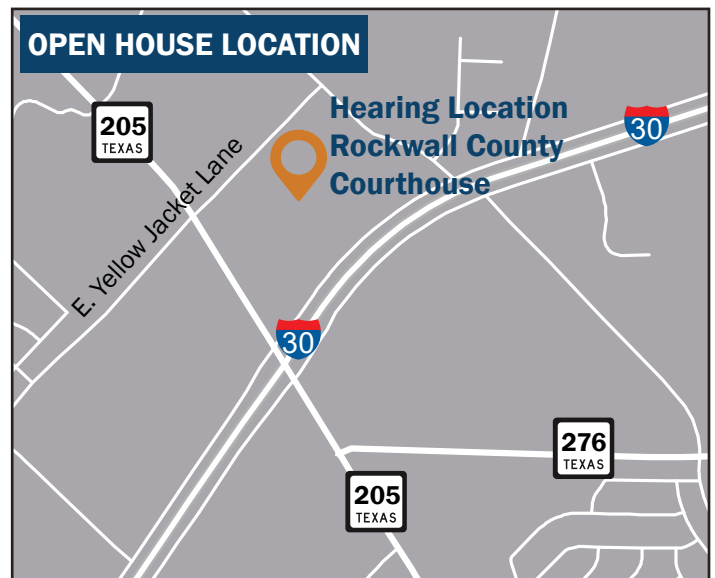 OPEN HOUSE LOCATION
Hearing Location
Rockwall County
Courthouse
205
TEXAS
30
E. Yellow Jacket Lane
30
276
TEXAS
205
TEXAS